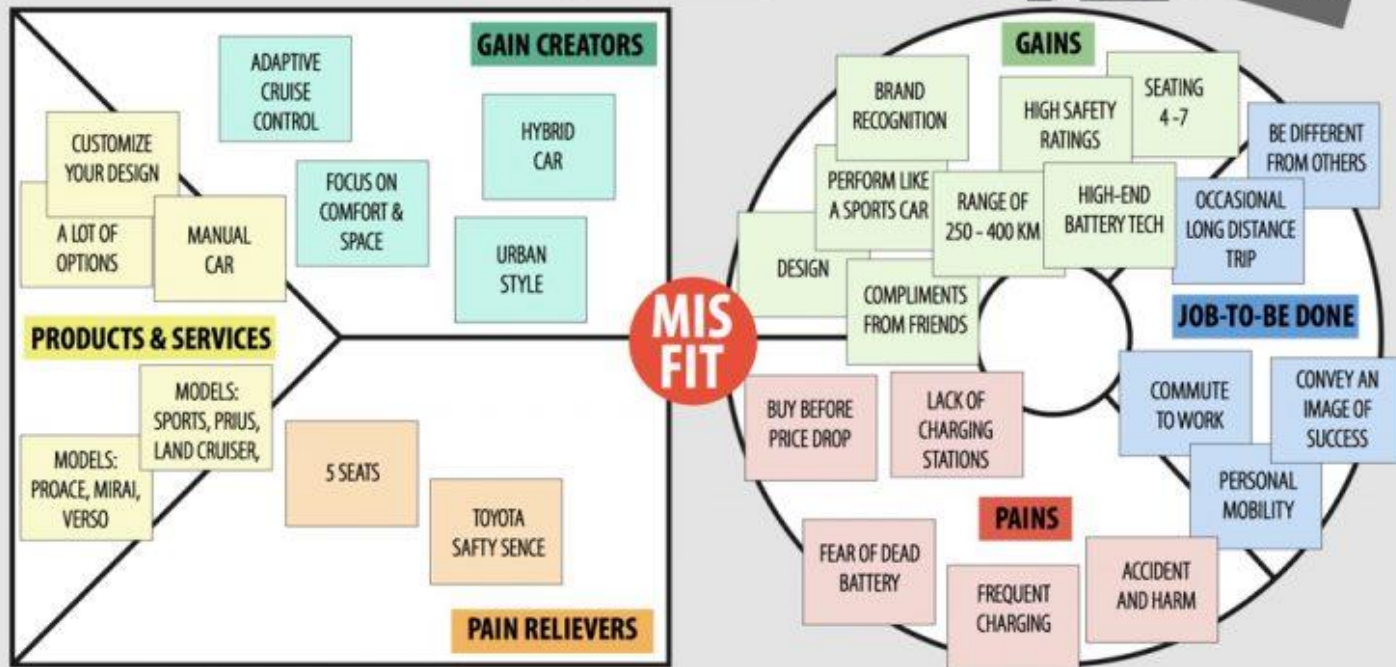 GAIN CREATORS
ADAPTIVE
CRUISE
CONTROL
HYBRID
CAR
CUSTOMIZE
YOUR DESIGN
FOCUS ON
COMFORT &
SPACE
A LOT OF
OPTIONS
MANUAL
CAR
URBAN
STYLE
PRODUCTS & SERVICES
MODELS:
SPORTS, PRIUS,
LAND CRUISER,
MODELS:
PROACE, MIRAI,
VERSO
5 SEATS
TOYOTA
SAFTY SENCE
PAIN RELIEVERS
MIS
FIT
GAINS
BRAND
RECOGNITION
HIGH SAFETY
RATINGS
SEATING
4 -7
PERFORM LIKE
A SPORTS CAR
RANGE OF
250 – 400 KM
HIGH-END
BATTERY TECH
DESIGN
COMPLIMENTS
FROM FRIENDS
BE DIFFERENT
FROM OTHERS
OCCASIONAL
LONG DISTANCE
TRIP
JOB-TO-BE DONE
COMMUTE
TO WORK
CONVEY AN
IMAGE OF
SUCCESS
PERSONAL
MOBILITY
BUY BEFORE
PRICE DROP
LACK OF
CHARGING
STATIONS
PAINS
FEAR OF DEAD
BATTERY
FREQUENT
CHARGING
ACCIDENT
AND HARM